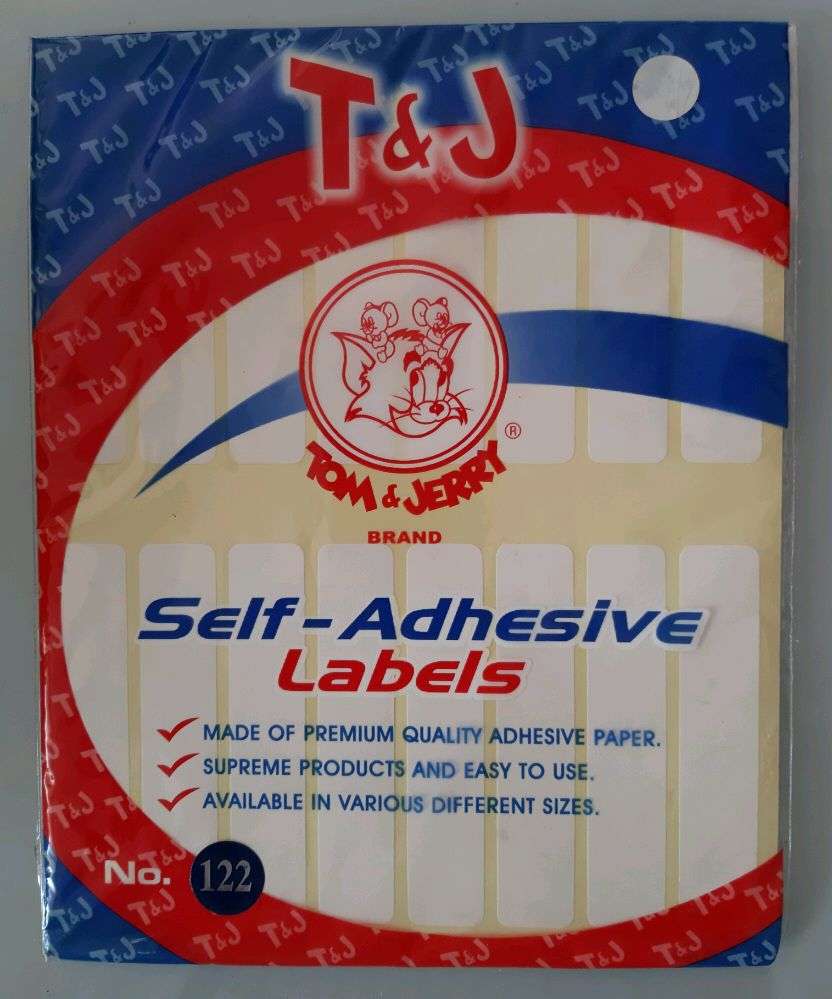 T&J
®
TOM & JERRY
BRAND
Self-Adhesive
Labels
MADE OF PREMIUM QUALITY ADHESIVE PAPER.
SUPREME PRODUCTS AND EASY TO USE.
AVAILABLE IN VARIOUS DIFFERENT SIZES.
No. 122